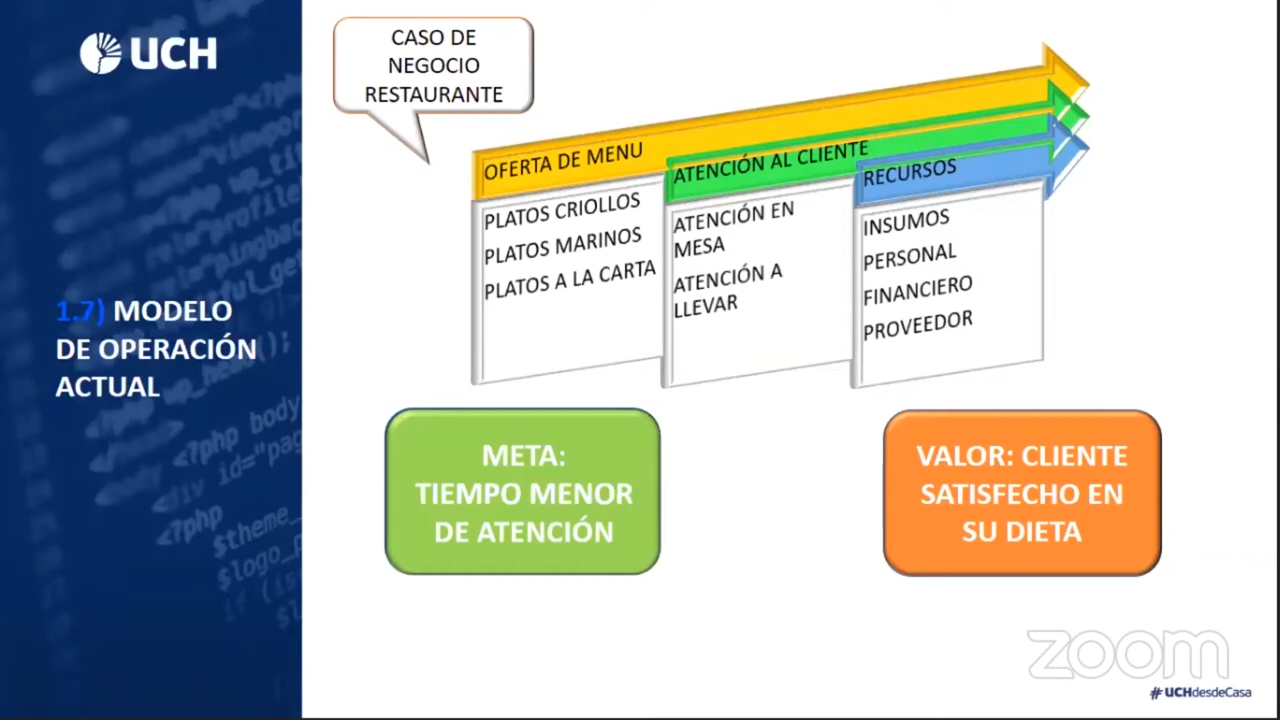 UCH
1.7) MODELO
DE OPERACIÓN
ACTUAL
CASO DE
NEGOCIO
RESTAURANTE
OFERTA DE MENU
PLATOS CRIOLLOS
PLATOS MARINOS
PLATOS A LA CARTA
ATENCIÓN AL CLIENTE
ATENCIÓN EN
MESA
ATENCIÓN A
LLEVAR
RECURSOS
INSUMOS
PERSONAL
FINANCIERO
PROVEEDOR
META:
TIEMPO MENOR
DE ATENCIÓN
VALOR: CLIENTE
SATISFECHO EN
SU DIETA
zoom
#UCHdesdeCasa